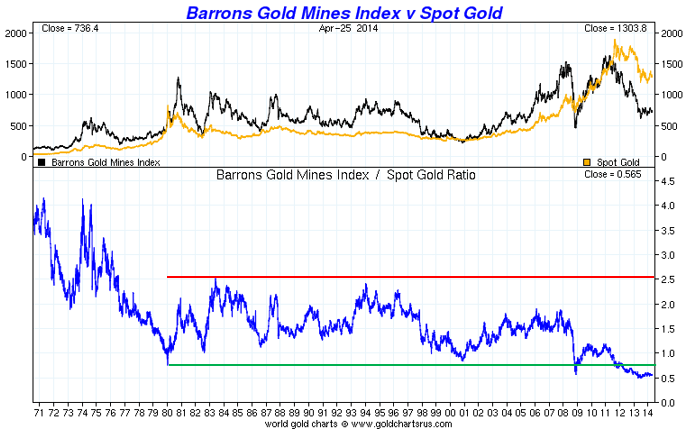 Barrons Gold Mines Index v Spot Gold
Close = 736.4 Apr-25 2014 Close = 1303.8
2000 2000
1500 1500
1000 1000
500 500
0 0
Barrons Gold Mines Index Spot Gold
Barrons Gold Mines Index / Spot Gold Ratio Close = 0.565
4.5
4.0
3.5
3.0
2.5
2.0
1.5
1.0
0.5
0.0
71 72 73 74 75 76 77 78 79 80 81 82 83 84 85 86 87 88 89 90 91 92 93 94 95 96 97 98 99 00 01 02 03 04 05 06 07 08 09 10 11 12 13 14
world gold charts © www.goldchartsrus.com